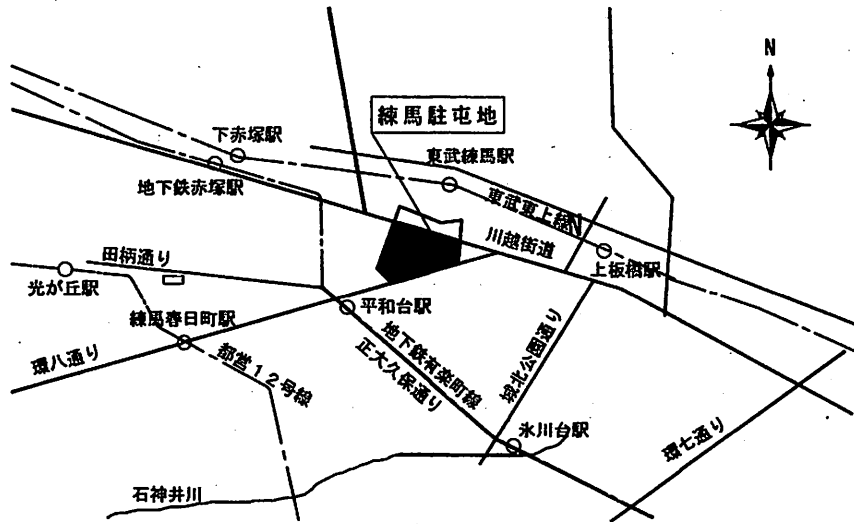 N
練馬駐屯地
下赤塚駅
東武練馬駅
地下鉄赤塚駅
東武東上線
川越街道
上板橋駅
田柄通り
光が丘駅
平和台駅
練馬春日町駅
環八通り
都営12号線
地下鉄有楽町線
正大久保通り
城北公園通り
氷川台駅
環七通り
石神井川